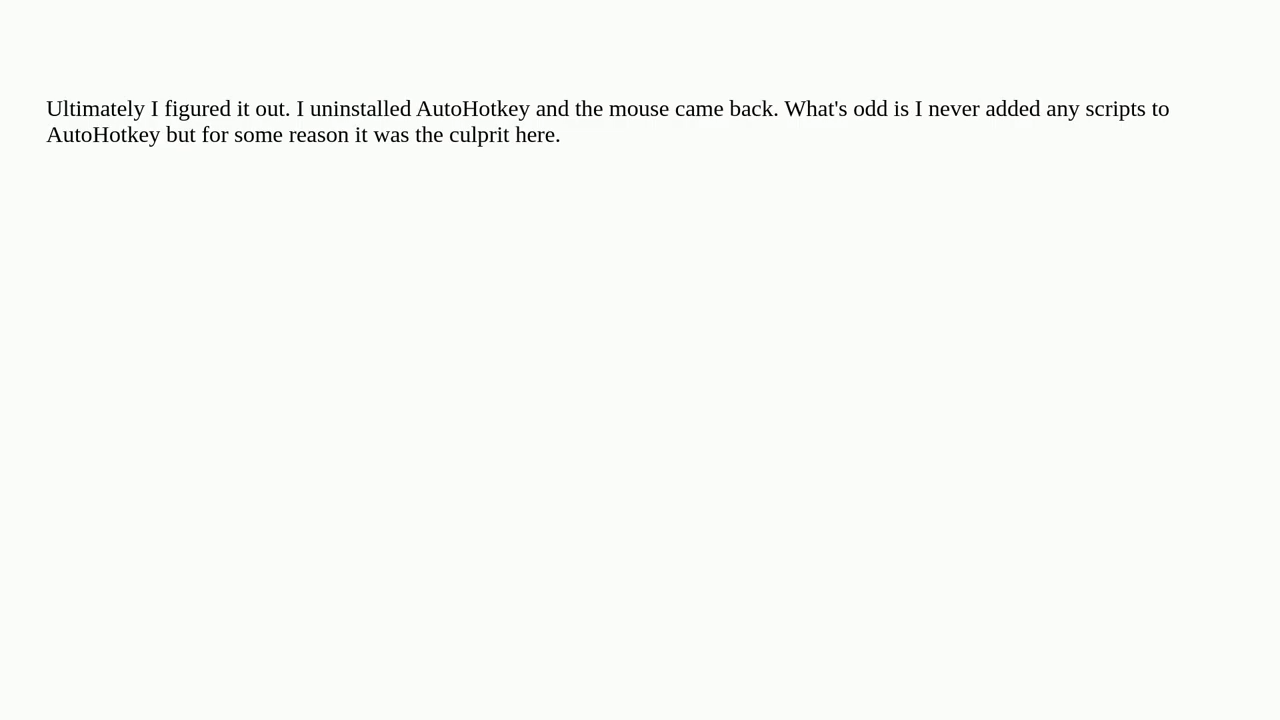 Ultimately I figured it out. I uninstalled AutoHotkey and the mouse came back. What's odd is I never added any scripts to
AutoHotkey but for some reason it was the culprit here.